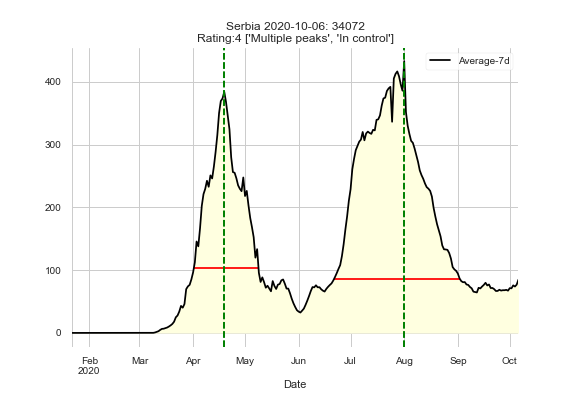 Serbia 2020-10-06: 34072
Rating:4 ['Multiple peaks', 'In control']
Average-7d
400
300
200
100
0
Feb Mar Apr May Jun Jul Aug Sep Oct
2020
Date